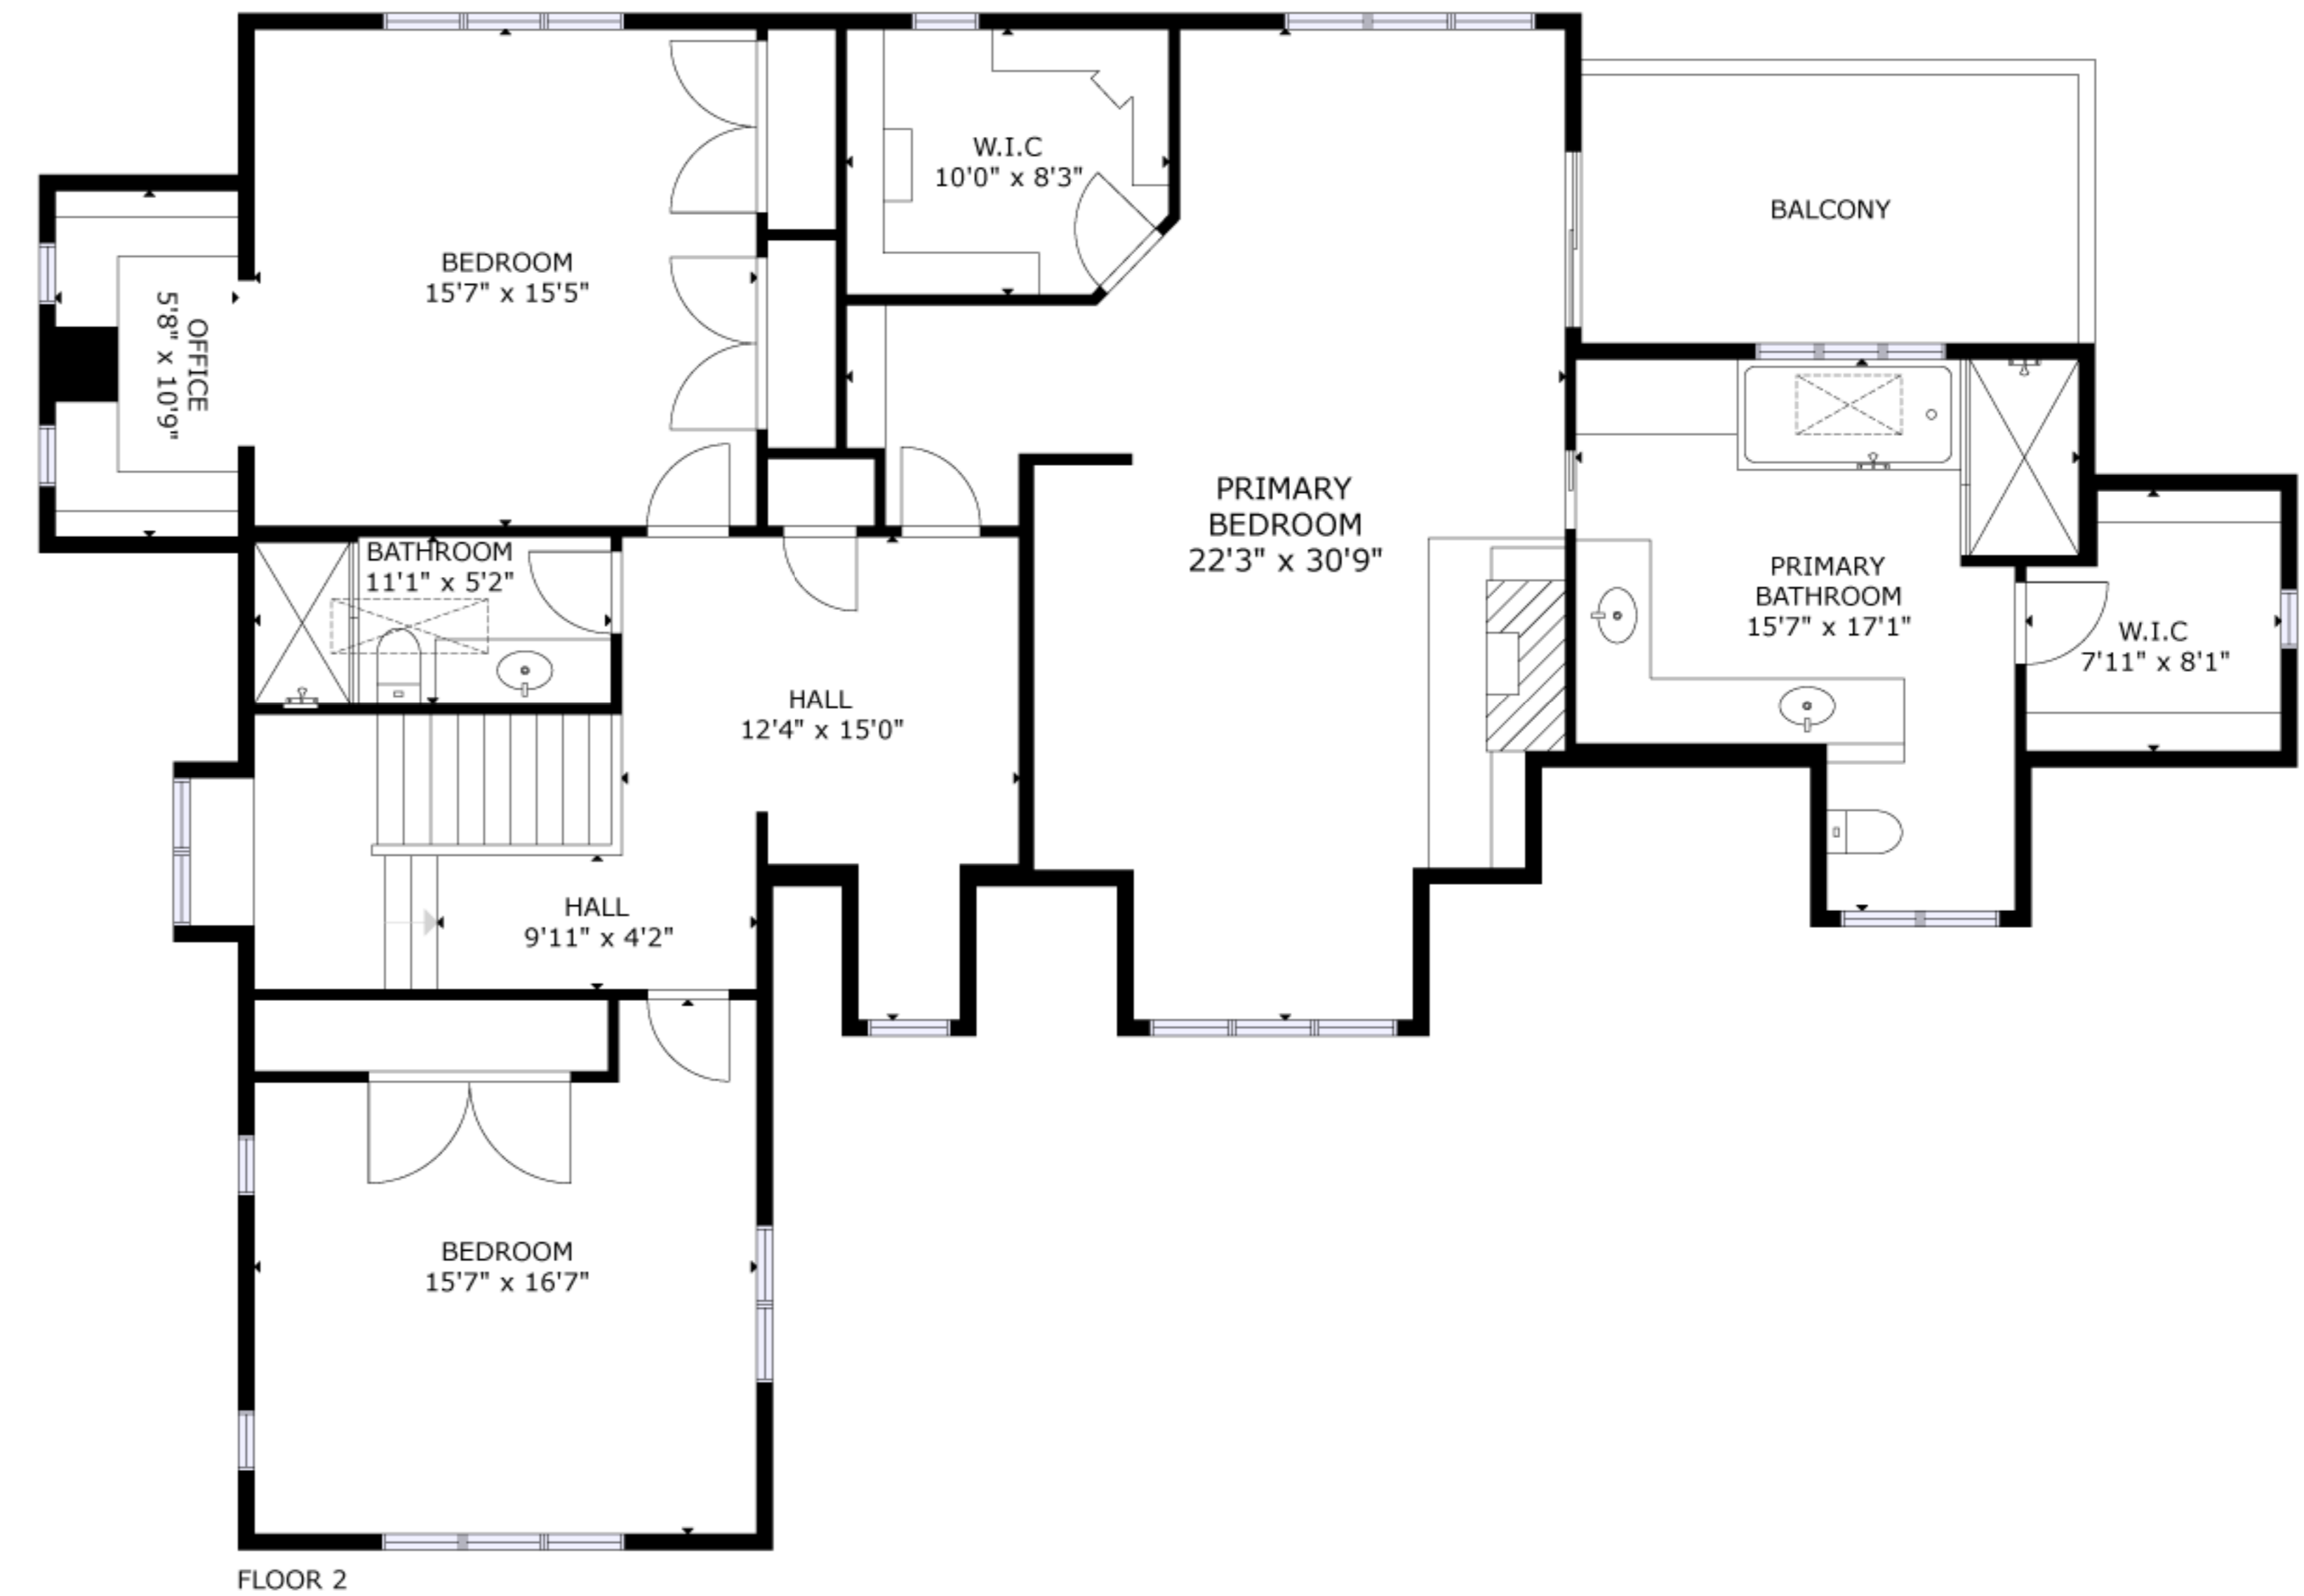 W.I.C
10'0" x 8'3"
BALCONY
BEDROOM
15'7" x 15'5"
OFFICE
5'8" x 10'9"
PRIMARY
BEDROOM
22'3" x 30'9"
BATHROOM
11'1" x 5'2"
PRIMARY
BATHROOM
15'7" x 17'1"
W.I.C
7'11" x 8'1"
HALL
12'4" x 15'0"
HALL
9'11" x 4'2"
BEDROOM
15'7" x 16'7"
FLOOR 2